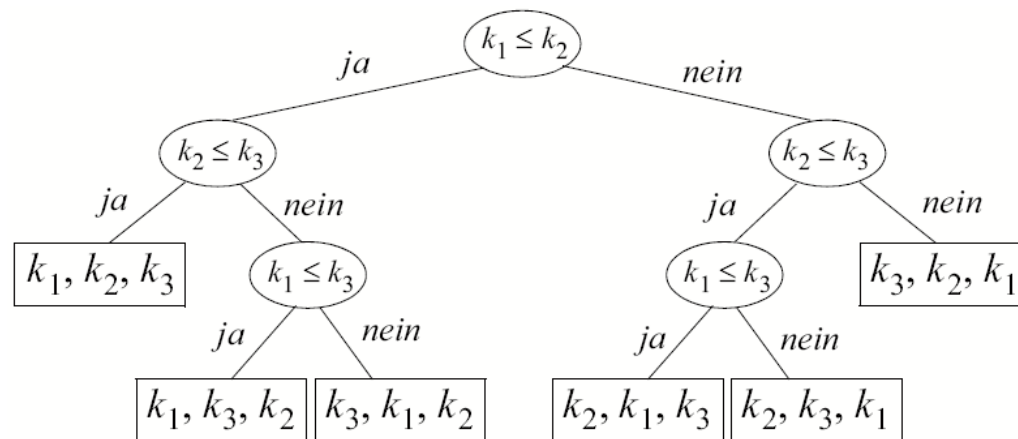 k₁ ≤ k₂
ja nein
k₂ ≤ k₃ k₂ ≤ k₃
ja nein ja nein
k₁, k₂, k₃ k₁ ≤ k₃ k₁ ≤ k₃ k₃, k₂, k₁
ja nein ja nein
k₁, k₃, k₂ k₃, k₁, k₂ k₂, k₁, k₃ k₂, k₃, k₁